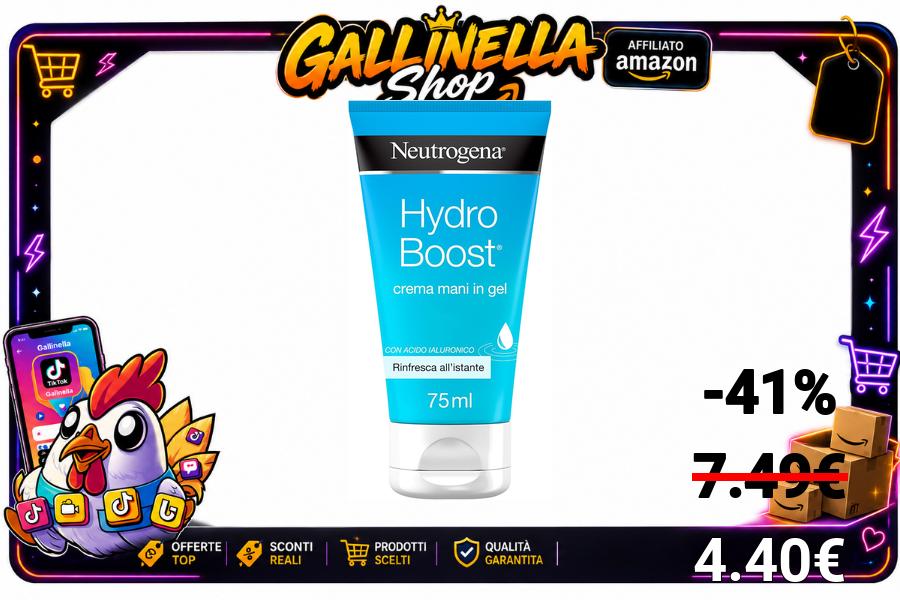 GALLINELLA
Shop
AFFILIATO
amazon
Neutrogena®
Hydro
Boost®
crema mani in gel
CON ACIDO IALURONICO
Rinfresca all'istante
75ml
Gallinella
TikTok
Gallinella
-41%
7.49€
4.40€
OFFERTE
TOP
SCONTI
REALI
PRODOTTI
SCELTI
QUALITÀ
GARANTITA